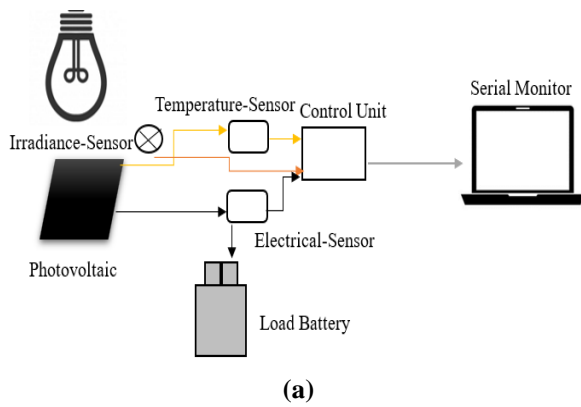 Serial Monitor
Temperature-Sensor
Control Unit
Irradiance-Sensor
Electrical-Sensor
Photovoltaic
Load Battery
(a)